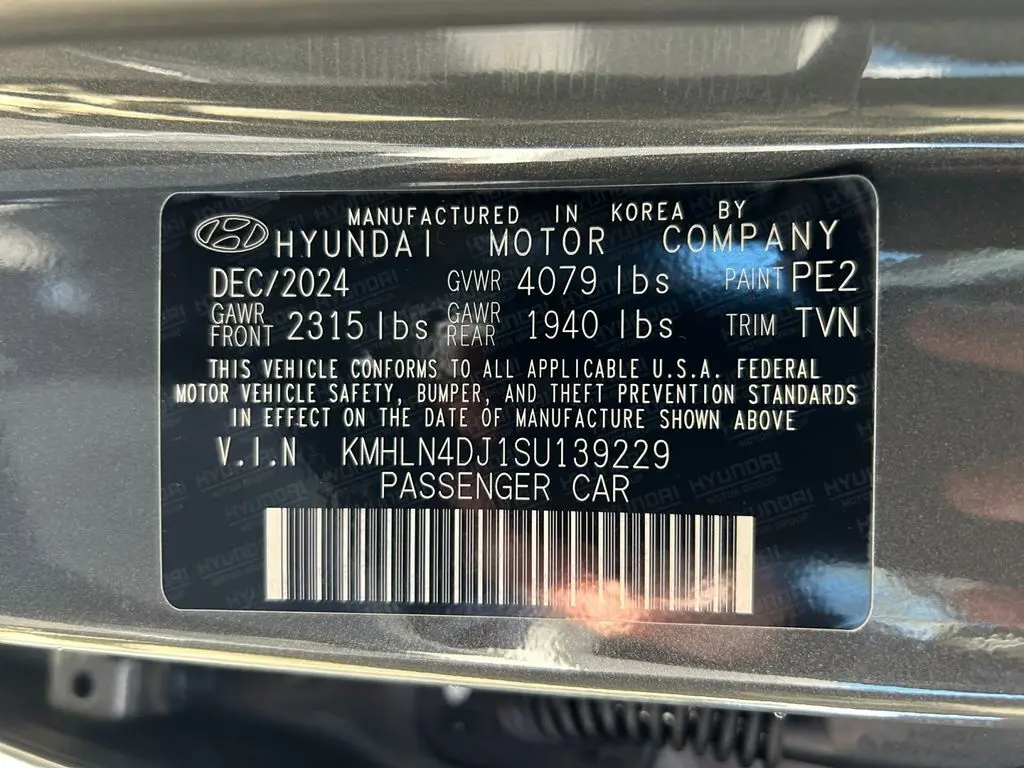 MANUFACTURED IN KOREA BY
HYUNDAI MOTOR COMPANY
DEC/2024 GVWR 4079 lbs PAINT PE2
GAWR FRONT 2315 lbs GAWR REAR 1940 lbs TRIM TVN
THIS VEHICLE CONFORMS TO ALL APPLICABLE U.S.A. FEDERAL
MOTOR VEHICLE SAFETY, BUMPER, AND THEFT PREVENTION STANDARDS
IN EFFECT ON THE DATE OF MANUFACTURE SHOWN ABOVE
V.I.N KMHLN4DJ1SU139229
PASSENGER CAR